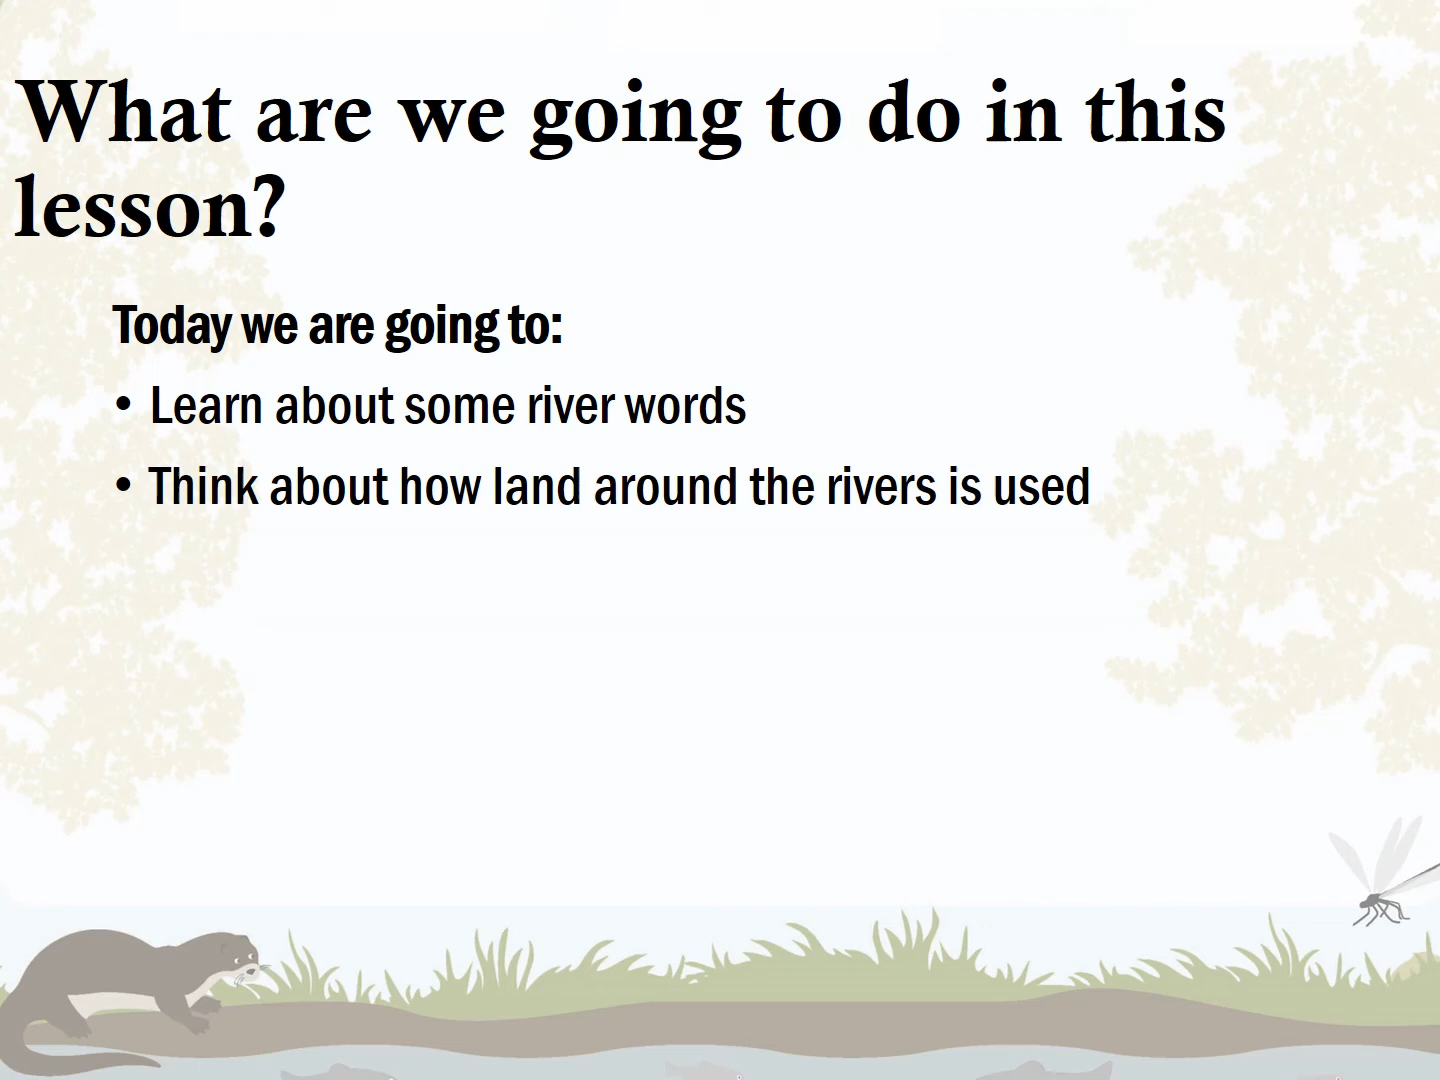 What are we going to do in this
lesson?
Today we are going to:
• Learn about some river words
• Think about how land around the rivers is used